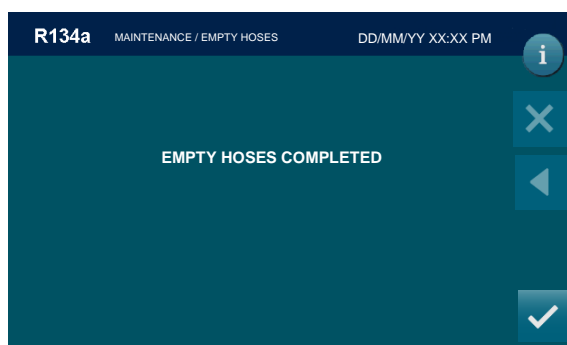 R134a MAINTENANCE / EMPTY HOSES DD/MM/YY XX:XX PM
i
EMPTY HOSES COMPLETED